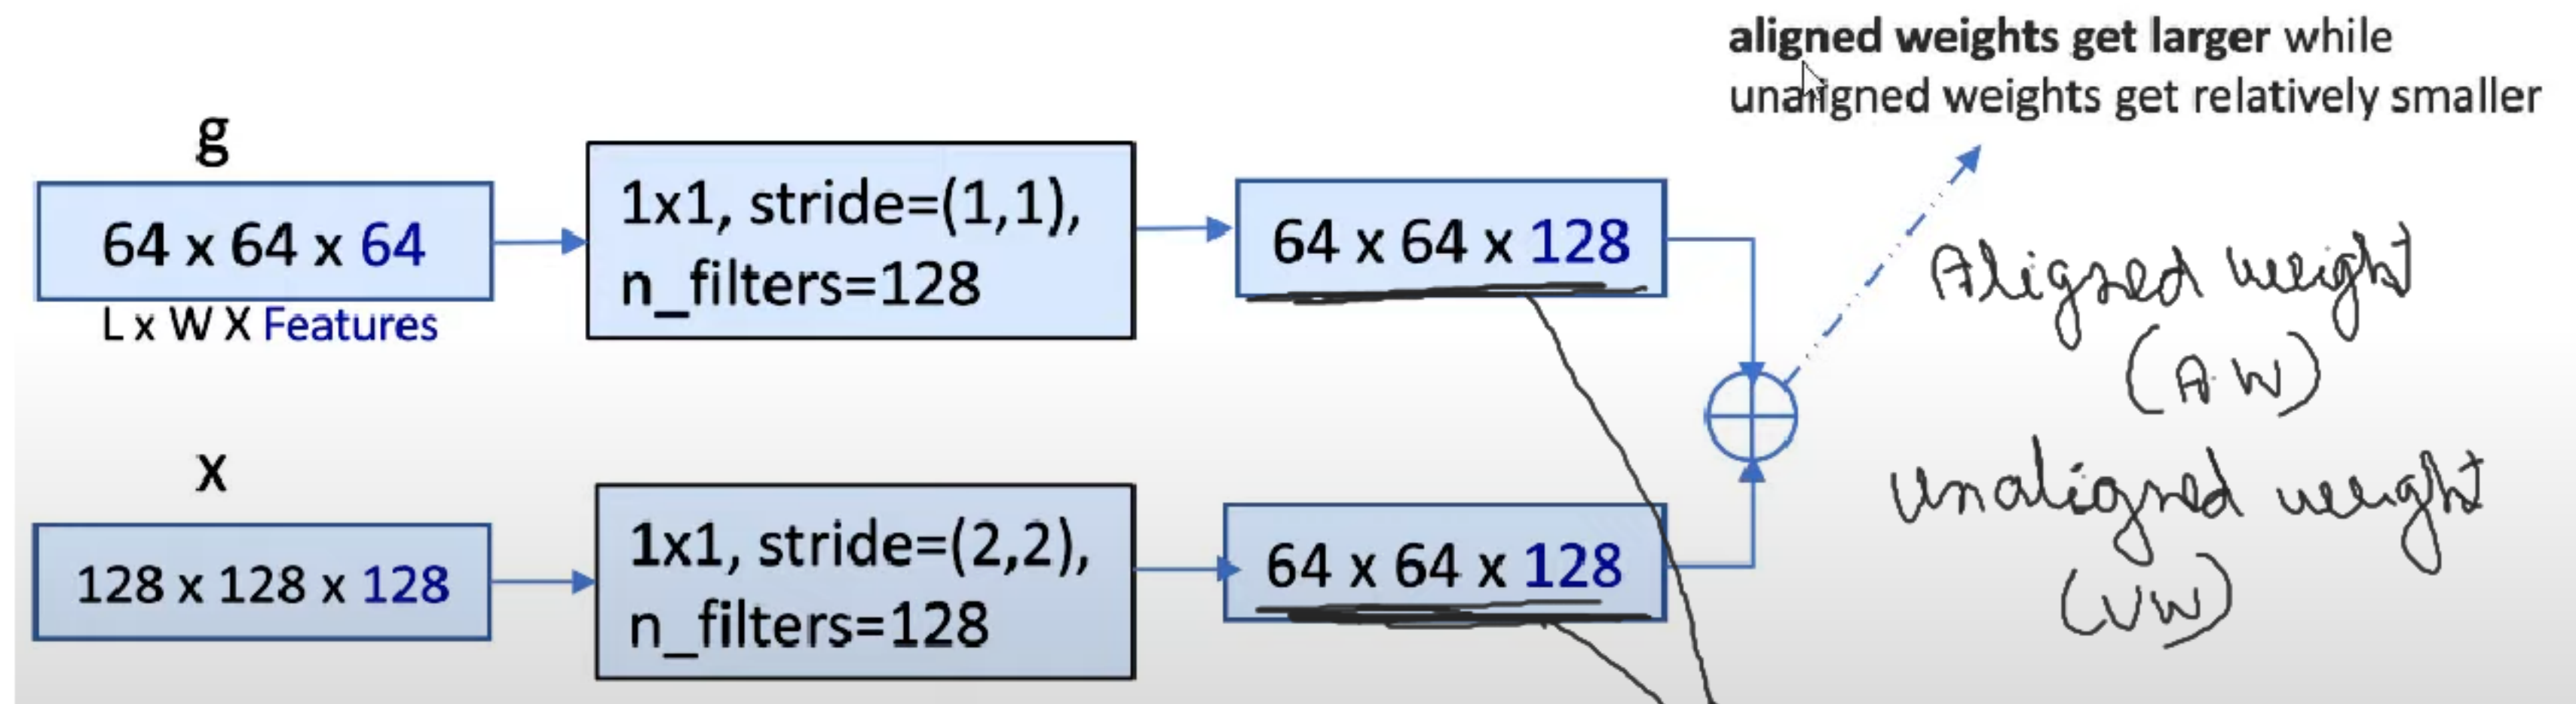 aligned weights get larger while
unaligned weights get relatively smaller
g
64 x 64 x 64
L x W X Features
1x1, stride=(1,1),
n_filters=128
64 x 64 x 128
Aligned weight
(AW)
x
128 x 128 x 128
1x1, stride=(2,2),
n_filters=128
64 x 64 x 128
Unaligned weight
(UW)